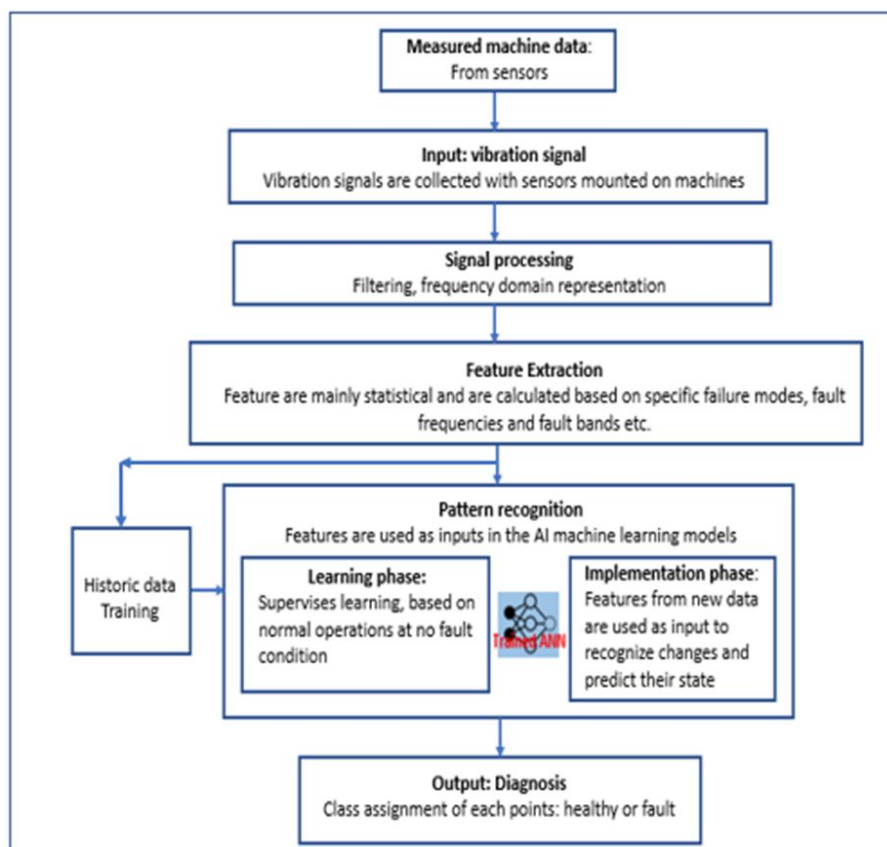 Measured machine data:
From sensors
Input: vibration signal
Vibration signals are collected with sensors mounted on machines
Signal processing
Filtering, frequency domain representation
Feature Extraction
Feature are mainly statistical and are calculated based on specific failure modes, fault
frequencies and fault bands etc.
Historic data
Training
Pattern recognition
Features are used as inputs in the AI machine learning models
Learning phase:
Supervises learning, based on
normal operations at no fault
condition
Trained ANN
Implementation phase:
Features from new data
are used as input to
recognize changes and
predict their state
Output: Diagnosis
Class assignment of each points: healthy or fault